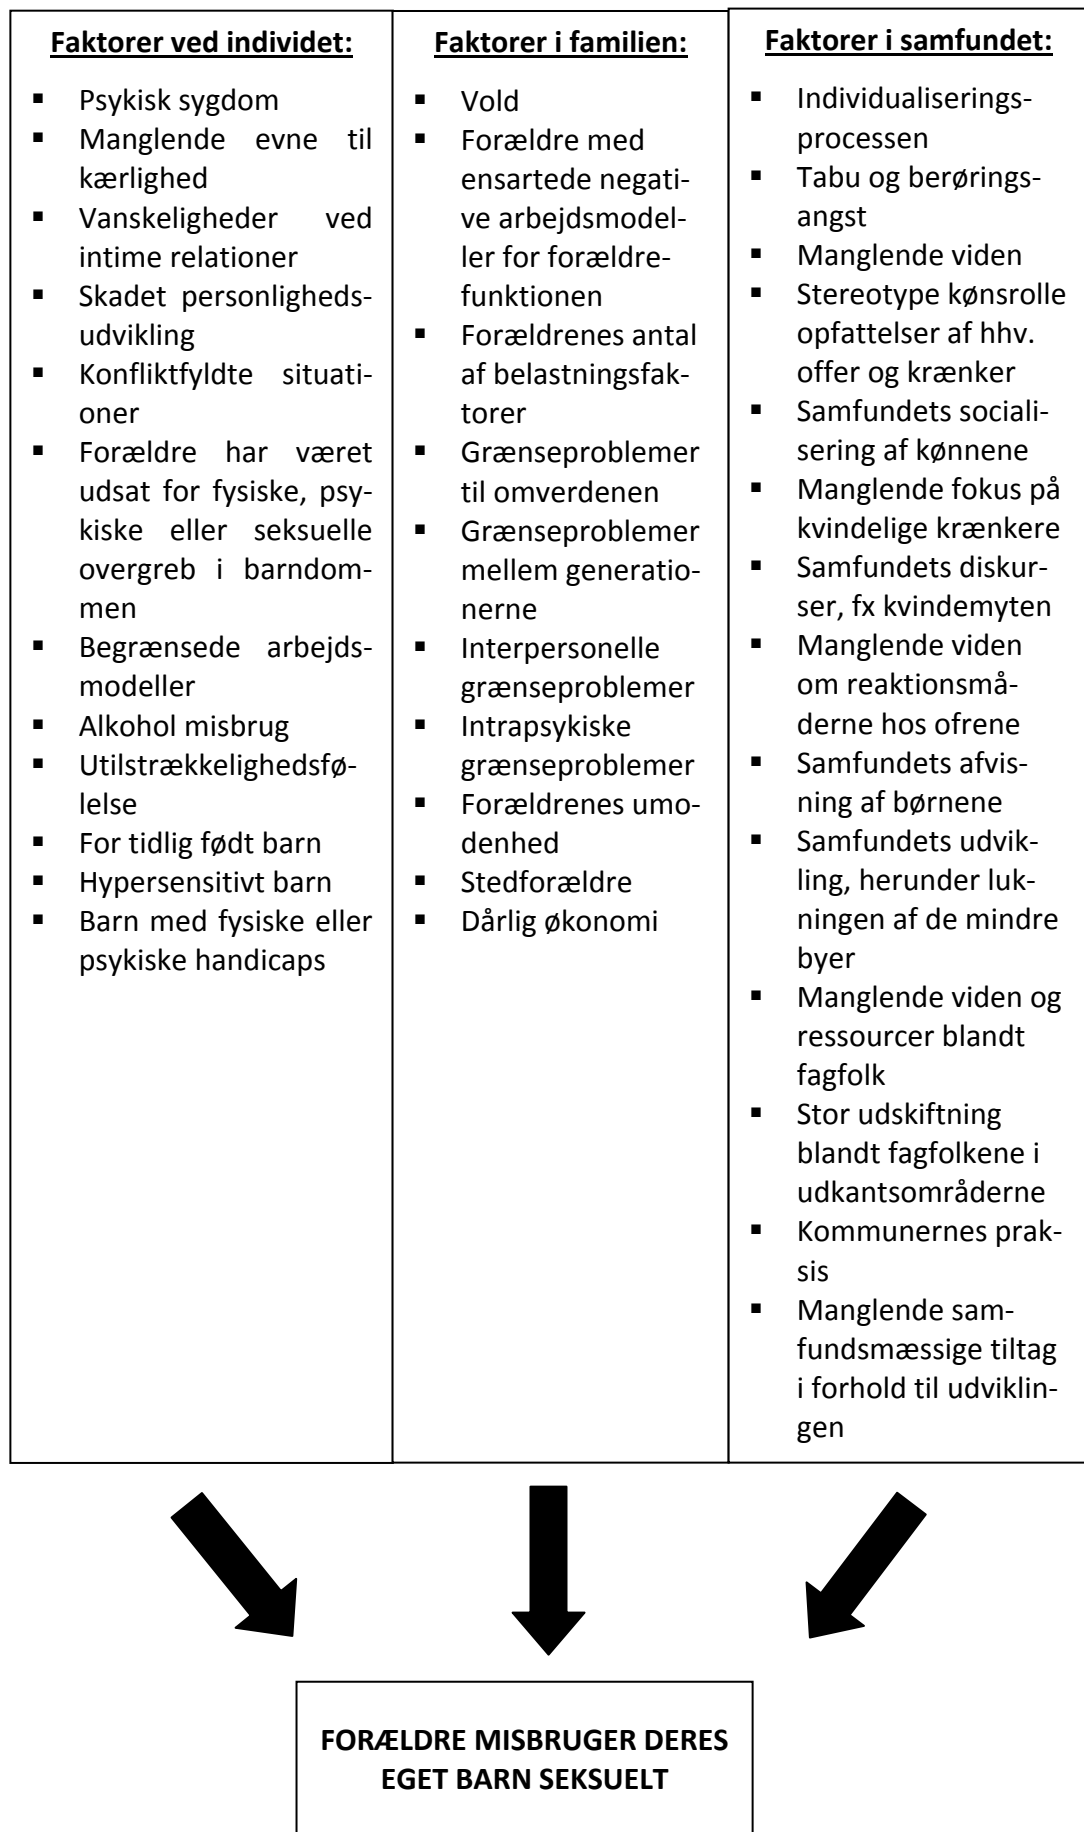 Faktorer ved individet:
▪ Psykisk sygdom
▪ Manglende evne til
kærlighed
▪ Vanskeligheder ved
intime relationer
▪ Skadet personligheds-
udvikling
▪ Konfliktfyldte situati-
oner
▪ Forældre har været
udsat for fysiske, psy-
kiske eller seksuelle
overgreb i barndom-
men
▪ Begrænsede arbejds-
modeller
▪ Alkohol misbrug
▪ Utilstrækkelighedsfø-
lelse
▪ For tidlig født barn
▪ Hypersensitivt barn
▪ Barn med fysiske eller
psykiske handicaps
Faktorer i familien:
▪ Vold
▪ Forældre med
ensartede negati-
ve arbejdsmodel-
ler for forældre-
funktionen
▪ Forældrenes antal
af belastningsfak-
torer
▪ Grænseproblemer
til omverdenen
▪ Grænseproblemer
mellem generatio-
nerne
▪ Interpersonelle
grænseproblemer
▪ Intrapsykiske
grænseproblemer
▪ Forældrenes umo-
denhed
▪ Stedforældre
▪ Dårlig økonomi
Faktorer i samfundet:
▪ Individualiserings-
processen
▪ Tabu og berørings-
angst
▪ Manglende viden
▪ Stereotype kønsrolle
opfattelser af hhv.
offer og krænker
▪ Samfundets sociali-
sering af kønnene
▪ Manglende fokus på
kvindelige krænkere
▪ Samfundets diskur-
ser, fx kvindemyten
▪ Manglende viden
om reaktionsmå-
derne hos ofrene
▪ Samfundets afvis-
ning af børnene
▪ Samfundets udvik-
ling, herunder luk-
ningen af de mindre
byer
▪ Manglende viden og
ressourcer blandt
fagfolk
▪ Stor udskiftning
blandt fagfolkene i
udkantsområderne
▪ Kommunernes prak-
sis
▪ Manglende sam-
fundsmæssige tiltag
i forhold til udviklin-
gen
FORÆLDRE MISBRUGER DERES
EGET BARN SEKSUELT